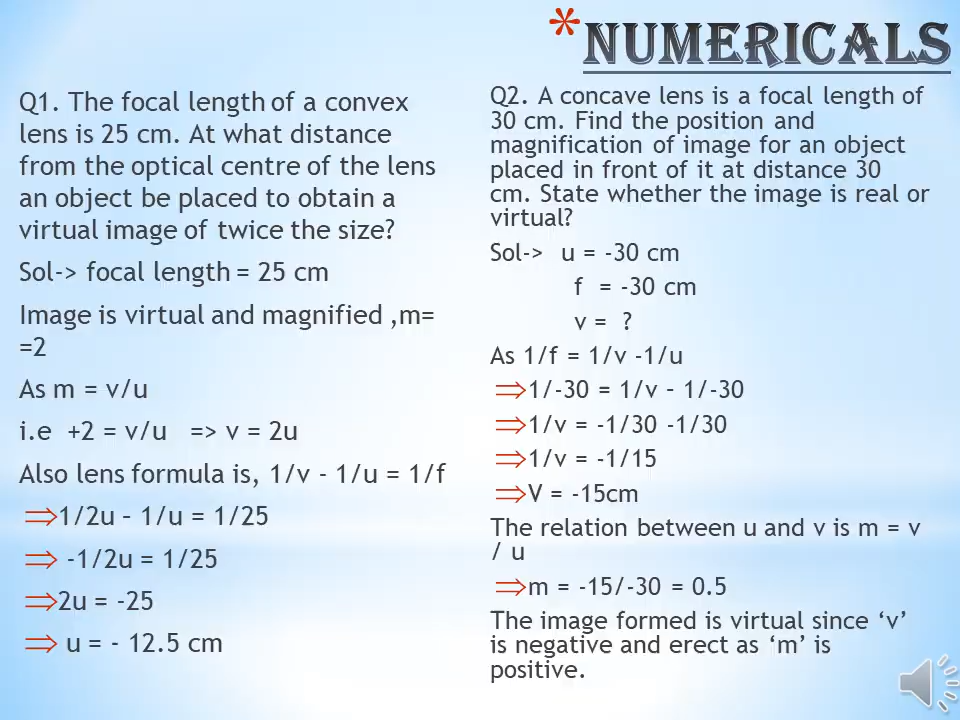 *NUMERICALS
Q1. The focal length of a convex
lens is 25 cm. At what distance
from the optical centre of the lens
an object be placed to obtain a
virtual image of twice the size?
Sol-> focal length = 25 cm
Image is virtual and magnified ,m=
=2
As m = v/u
i.e +2 = v/u => v = 2u
Also lens formula is, 1/v - 1/u = 1/f
⇒1/2u – 1/u = 1/25
⇒ -1/2u = 1/25
⇒2u = -25
⇒ u = - 12.5 cm
Q2. A concave lens is a focal length of
30 cm. Find the position and
magnification of image for an object
placed in front of it at distance 30
cm. State whether the image is real or
virtual?
Sol-> u = -30 cm
f = -30 cm
v = ?
As 1/f = 1/v -1/u
⇒1/-30 = 1/v – 1/-30
⇒1/v = -1/30 -1/30
⇒1/v = -1/15
⇒V = -15cm
The relation between u and v is m = v
/ u
⇒m = -15/-30 = 0.5
The image formed is virtual since ‘v’
is negative and erect as ‘m’ is
positive.